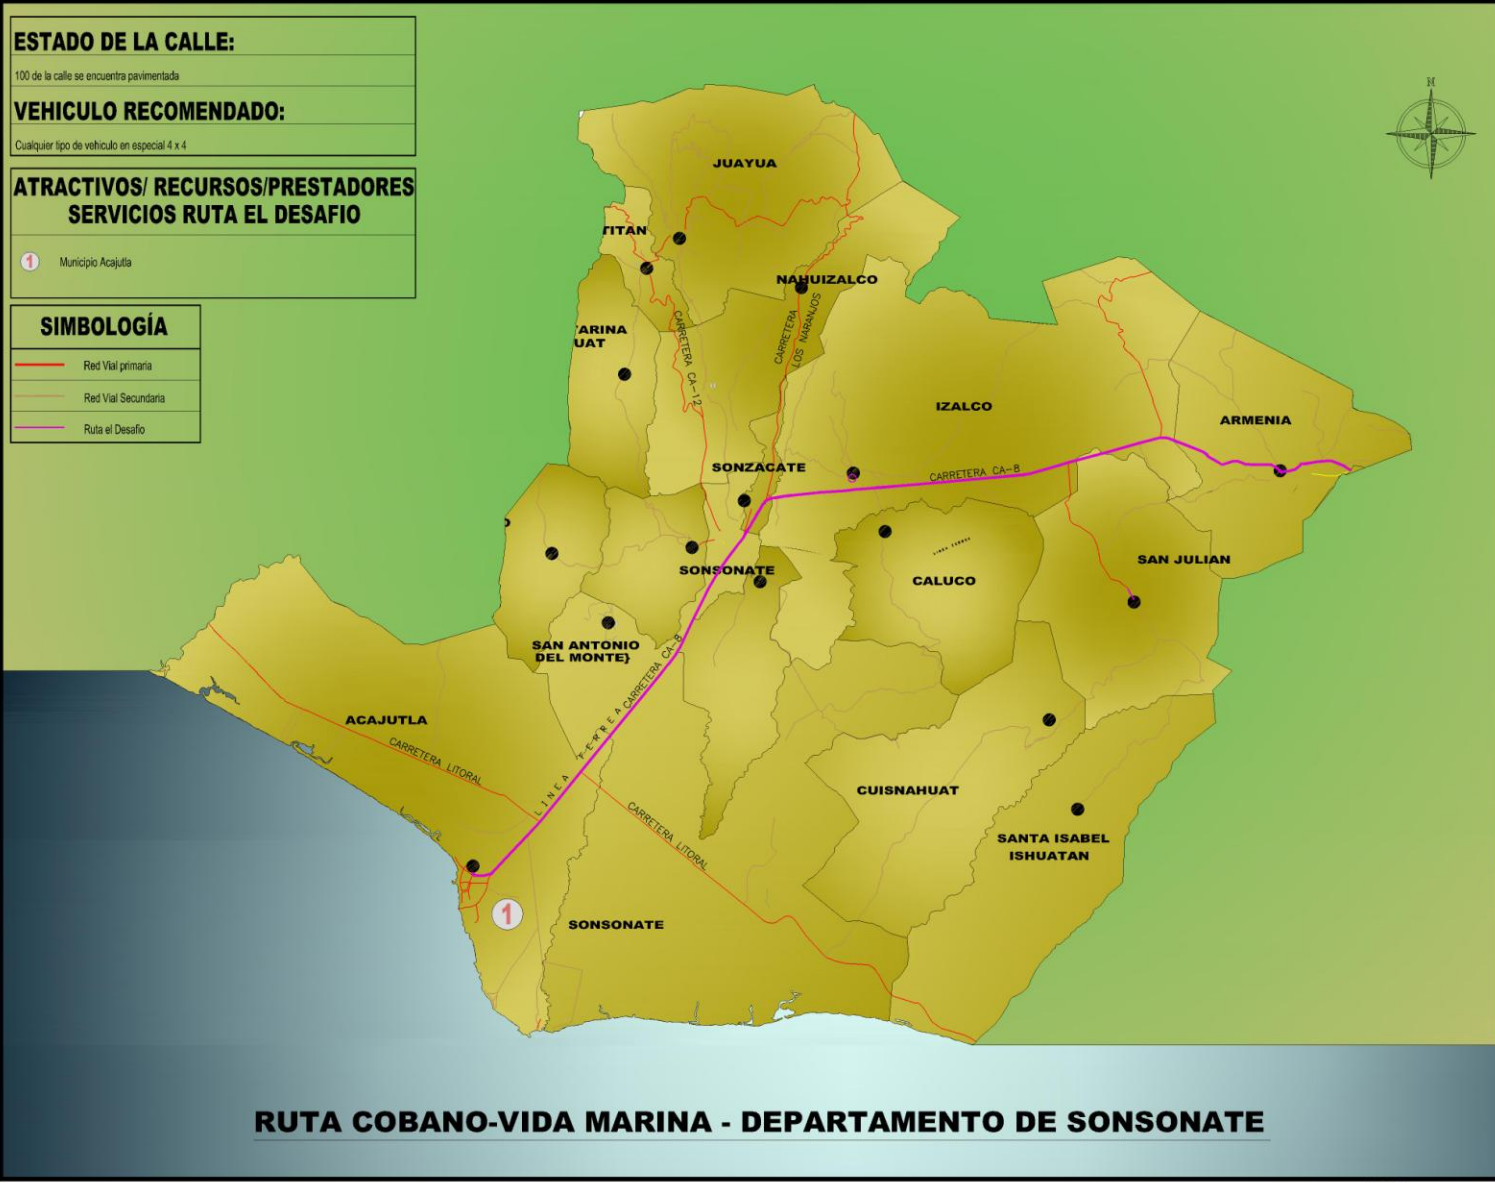 ESTADO DE LA CALLE:
100 de la calle se encuentra pavimentada
VEHICULO RECOMENDADO:
Cualquier tipo de vehiculo en especial 4 x 4
ATRACTIVOS/ RECURSOS/PRESTADORES
SERVICIOS RUTA EL DESAFIO
1 Municipio Acajutla
SIMBOLOGÍA
Red Vial primaria
Red Vial Secundaria
Ruta el Desafio
N
JUAYUA
TITAN
NAHUIZALCO
CARRETERA
LOS NARANJOS
TARINA
UAT
CARRETERA CA-12
IZALCO
ARMENIA
SONZACATE
CARRETERA CA-8
O
SAN JULIAN
SONSONATE
CALUCO
LINEA FERREA
SAN ANTONIO
DEL MONTE}
CARRETERA CA-8
LINEA FERREA
ACAJUTLA
CARRETERA LITORAL
CUISNAHUAT
CARRETERA LITORAL
SANTA ISABEL
ISHUATAN
1
SONSONATE
RUTA COBANO-VIDA MARINA - DEPARTAMENTO DE SONSONATE